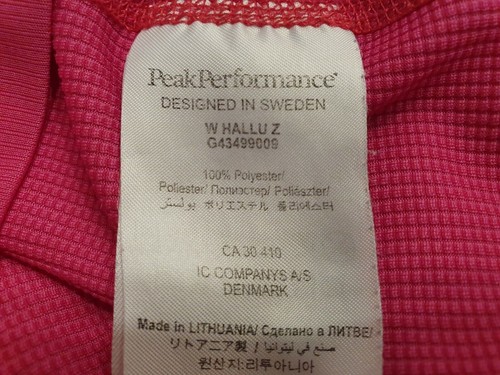 PeakPerformance®
DESIGNED IN SWEDEN
W HALLU Z
G43499009
100% Polyester/
Poliester/ Полиэстер/ Poliészter/
بوليستر ポリエステル 폴리에스터
CA 30 410
IC COMPANYS A/S
DENMARK
Made in LITHUANIA/ Сделано в ЛИТВЕ/
リトアニア製 / صنع في ليتوانيا
원산지:리투아니아